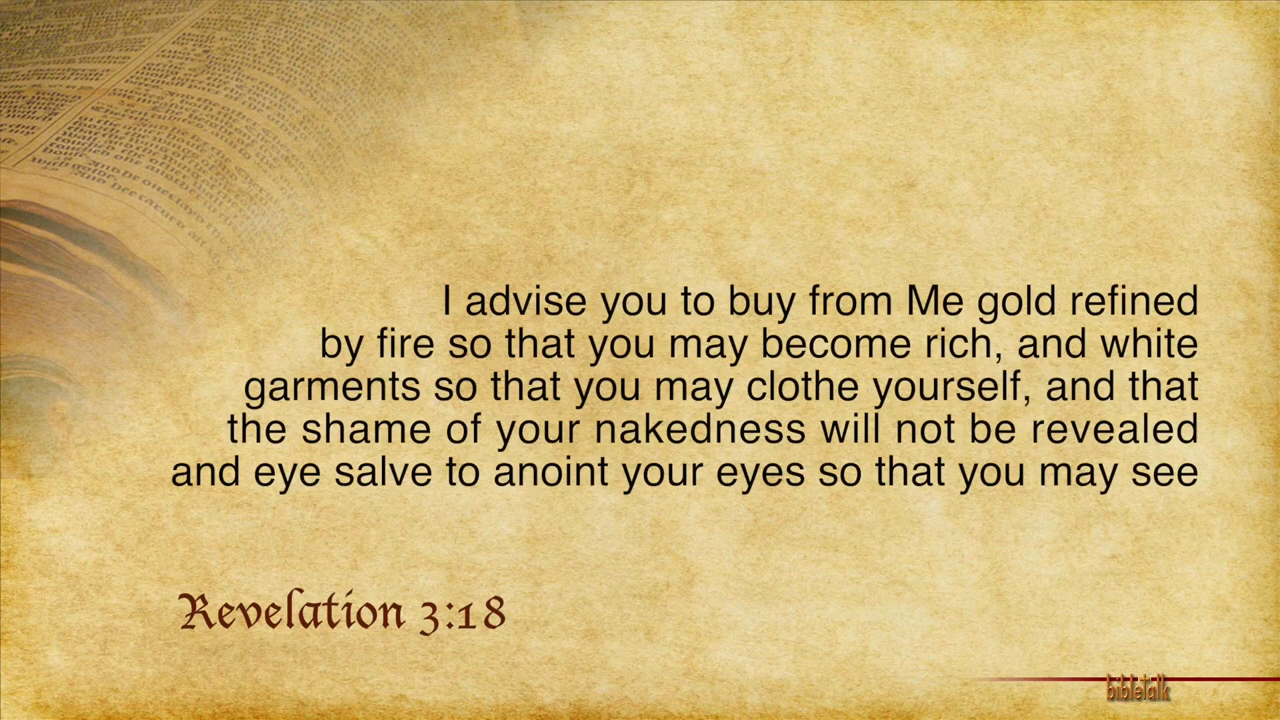 I advise you to buy from Me gold refined
by fire so that you may become rich, and white
garments so that you may clothe yourself, and that
the shame of your nakedness will not be revealed
and eye salve to anoint your eyes so that you may see
Revelation 3:18
bibletalk